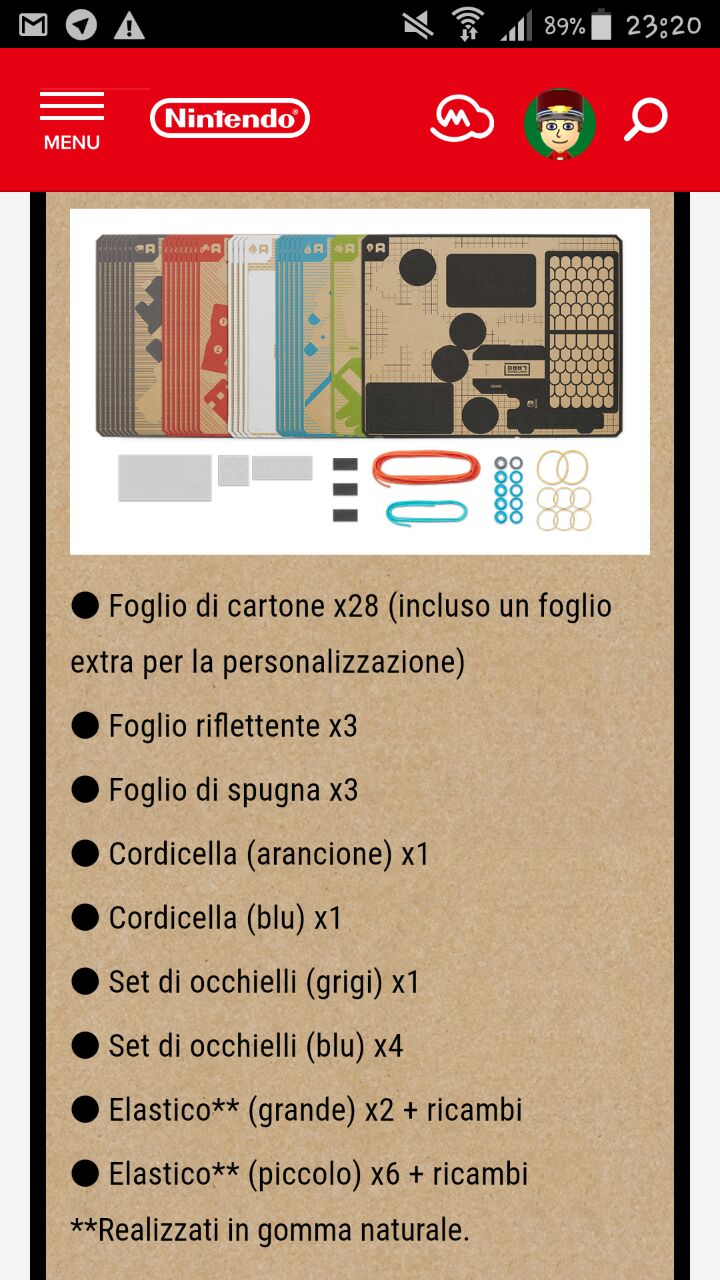 89% 23:20
MENU
Nintendo
● Foglio di cartone x28 (incluso un foglio
extra per la personalizzazione)
● Foglio riflettente x3
● Foglio di spugna x3
● Cordicella (arancione) x1
● Cordicella (blu) x1
● Set di occhielli (grigi) x1
● Set di occhielli (blu) x4
● Elastico** (grande) x2 + ricambi
● Elastico** (piccolo) x6 + ricambi
**Realizzati in gomma naturale.